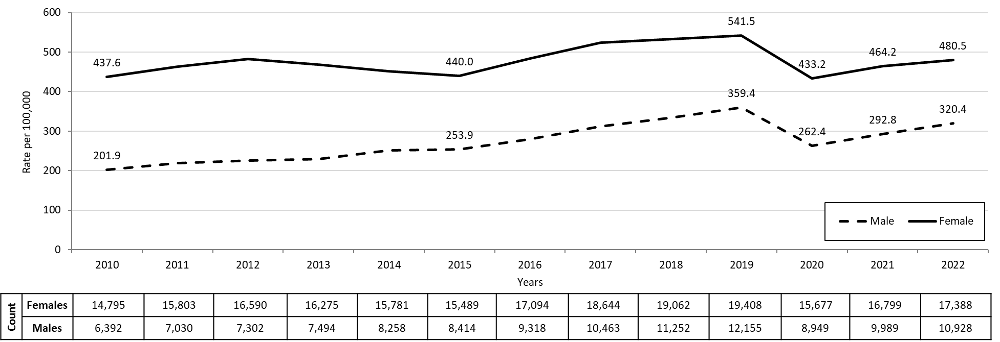 600
541.5
500
480.5
464.2
437.6
440.0
433.2
400
359.4
320.4
300
292.8
253.9
262.4
201.9
200
100
0
Rate per 100,000
Male Female
2010 2011 2012 2013 2014 2015 2016 2017 2018 2019 2020 2021 2022
Years
Count
Females 14,795 15,803 16,590 16,275 15,781 15,489 17,094 18,644 19,062 19,408 15,677 16,799 17,388
Males 6,392 7,030 7,302 7,494 8,258 8,414 9,318 10,463 11,252 12,155 8,949 9,989 10,928